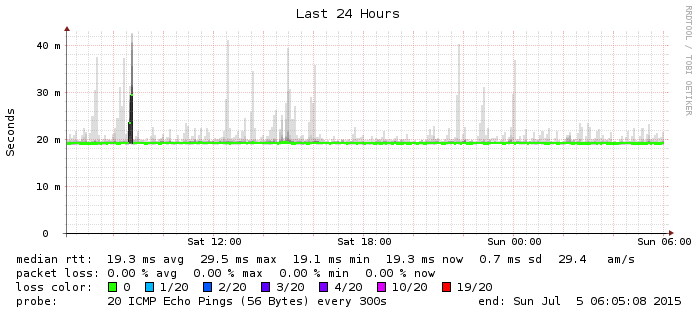 Last 24 Hours
RRDTOOL / TOBI OETIKER
Seconds
40 m
30 m
20 m
10 m
0
Sat 12:00 Sat 18:00 Sun 00:00 Sun 06:00
median rtt: 19.3 ms avg 29.5 ms max 19.1 ms min 19.3 ms now 0.7 ms sd 29.4 am/s
packet loss: 0.00 % avg 0.00 % max 0.00 % min 0.00 % now
loss color: 0 1/20 2/20 3/20 4/20 10/20 19/20
probe: 20 ICMP Echo Pings (56 Bytes) every 300s end: Sun Jul 5 06:05:08 2015